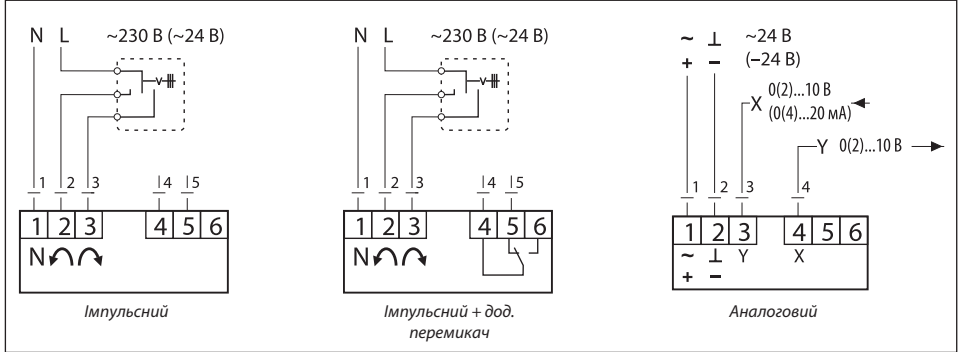 N L ~230 В (~24 В)
1 2 3 4 5
1 2 3 4 5 6
N
Імпульсний
N L ~230 В (~24 В)
1 2 3 4 5
1 2 3 4 5 6
N
Імпульсний + дод.
перемикач
~ ⊥ ~24 В
+ − (−24 В)
X 0(2)...10 В
(0(4)...20 мА)
Y 0(2)...10 В
1 2 3 4
1 2 3 4 5 6
~ ⊥ Y X
+ −
Аналоговий